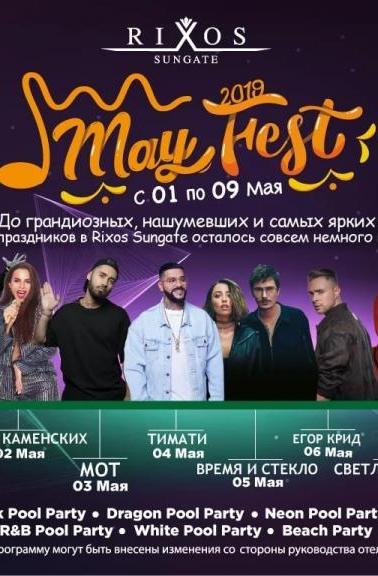 RIXOS
SUNGATE
2019
May Fest
С 01 по 09 Мая
До грандиозных, нашумевших и самых ярких
праздников в Rixos Sungate осталось совсем немного
КАМЕНСКИХ
02 Мая
МОТ
03 Мая
ТИМАТИ
04 Мая
ВРЕМЯ И СТЕКЛО
05 Мая
ЕГОР КРИД
06 Мая
СВЕТЛ
k Pool Party • Dragon Pool Party • Neon Pool Part
R&B Pool Party • White Pool Party • Beach Party
программу могут быть внесены изменения со стороны руководства отел